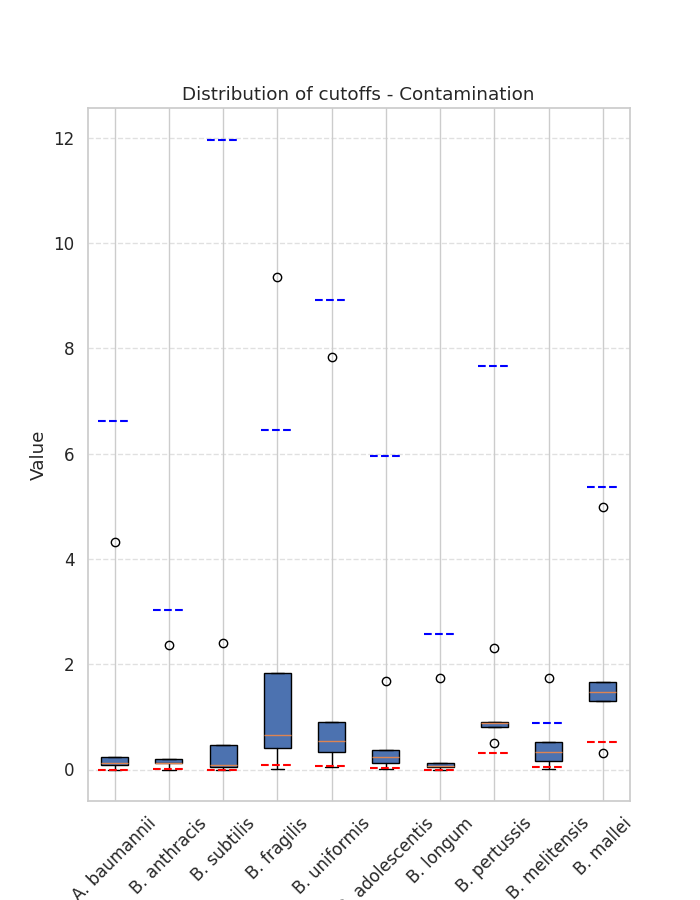 Distribution of cutoffs - Contamination
Value
12
10
8
6
4
2
0
A. baumannii
B. anthracis
B. subtilis
B. fragilis
B. uniformis
adolescentis
B. longum
B. pertussis
B. melitensis
B. mallei